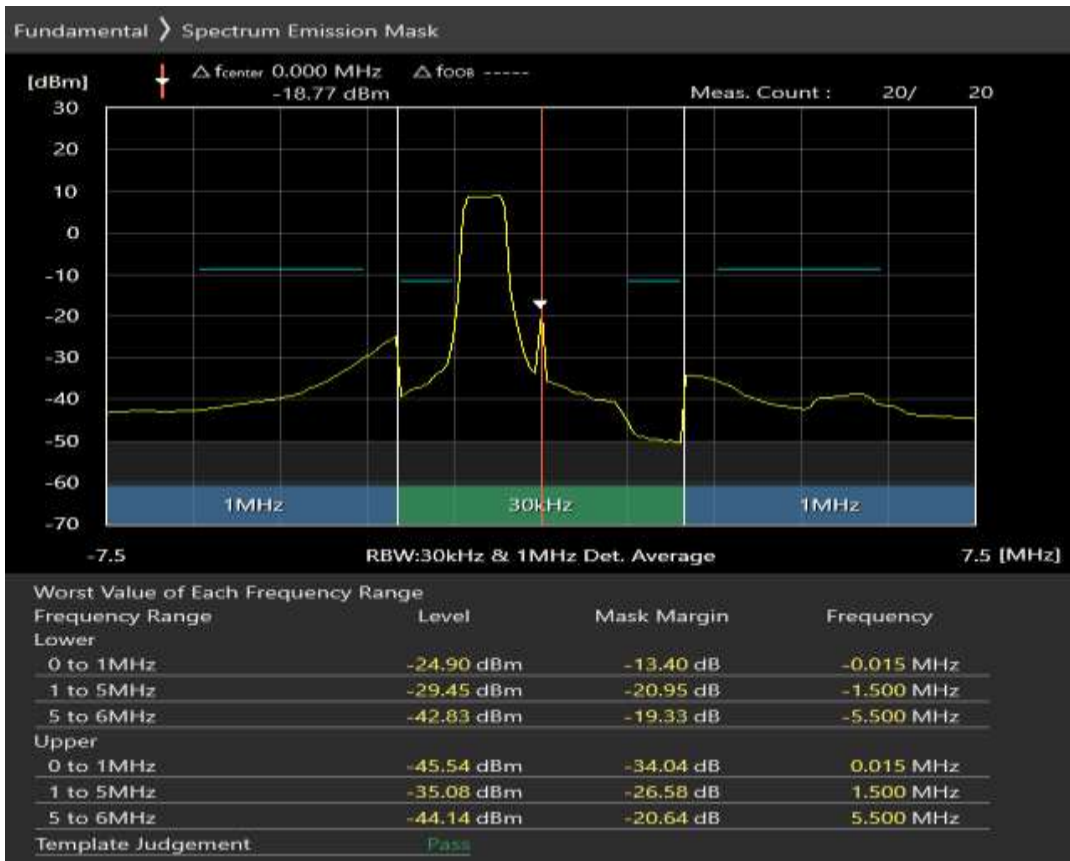 Fundamental 〉 Spectrum Emission Mask
[dBm] △ fcenter 0.000 MHz △ fOOB -----
-18.77 dBm Meas. Count : 20/ 20
30
20
10
0
-10
-20
-30
-40
-50
-60
1MHz 30kHz 1MHz
-70
-7.5 RBW:30kHz & 1MHz Det. Average 7.5 [MHz]
Worst Value of Each Frequency Range
Frequency Range Level Mask Margin Frequency
Lower
0 to 1MHz -24.90 dBm -13.40 dB -0.015 MHz
1 to 5MHz -29.45 dBm -20.95 dB -1.500 MHz
5 to 6MHz -42.83 dBm -19.33 dB -5.500 MHz
Upper
0 to 1MHz -45.54 dBm -34.04 dB 0.015 MHz
1 to 5MHz -35.08 dBm -26.58 dB 1.500 MHz
5 to 6MHz -44.14 dBm -20.64 dB 5.500 MHz
Template Judgement Pass